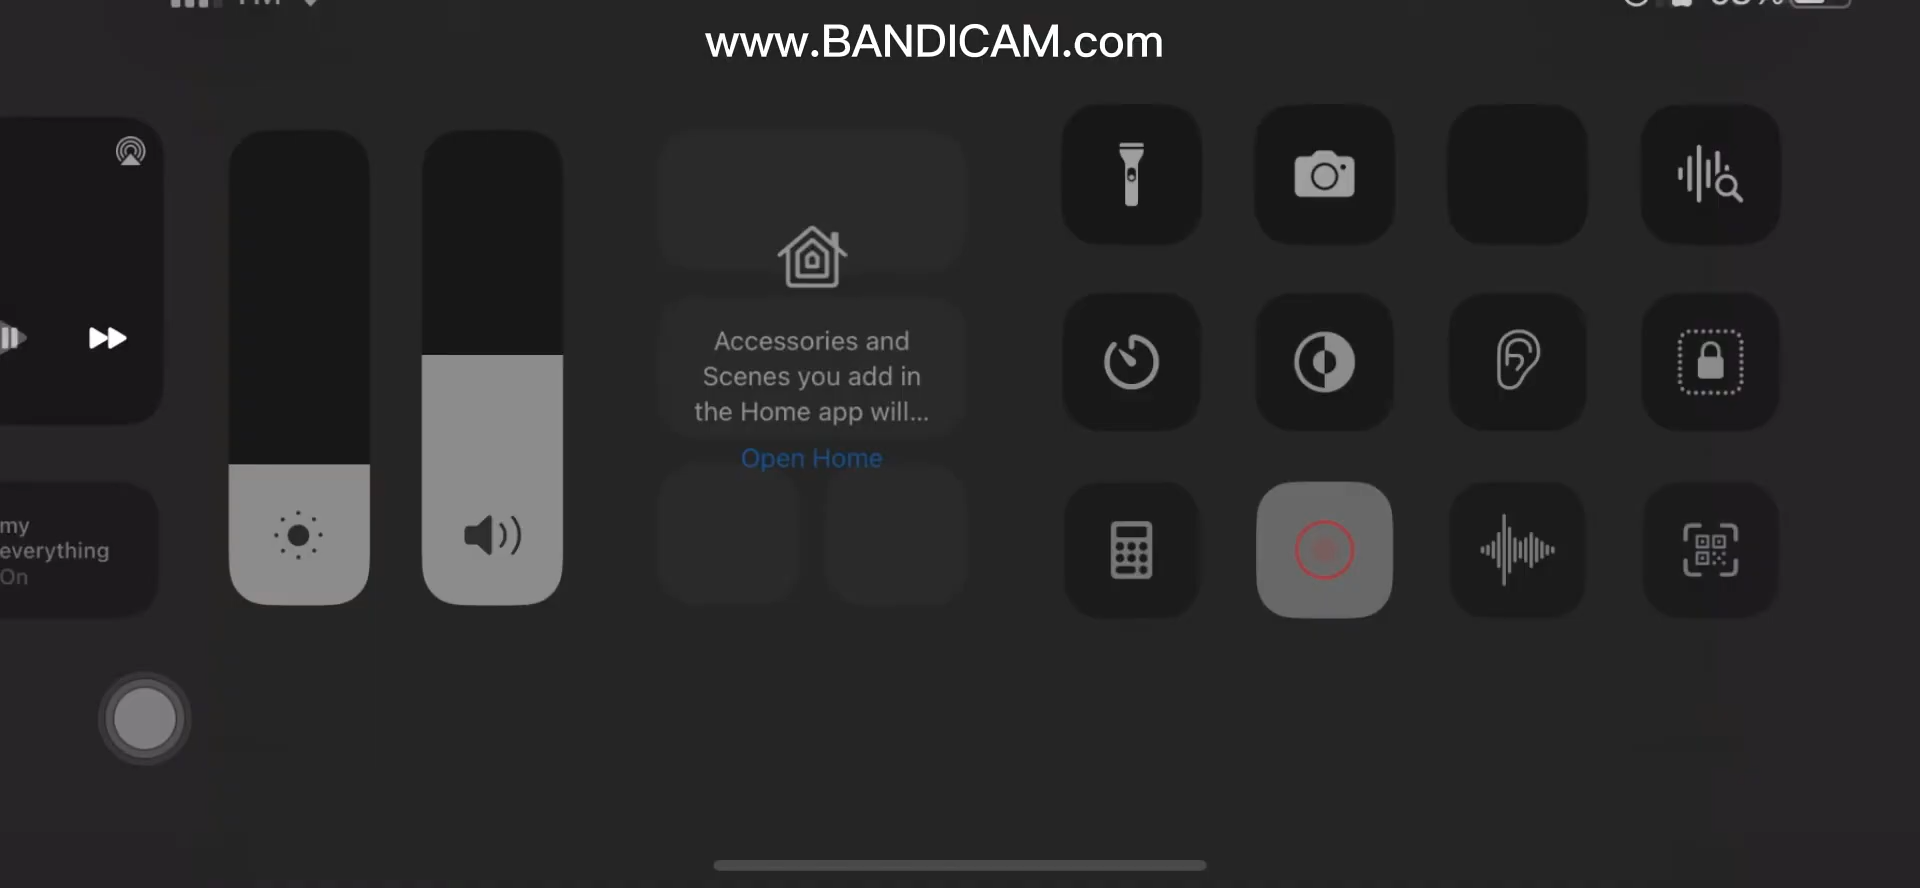 www.BANDICAM.com
Accessories and
Scenes you add in
the Home app will...
Open Home
my
everything
On